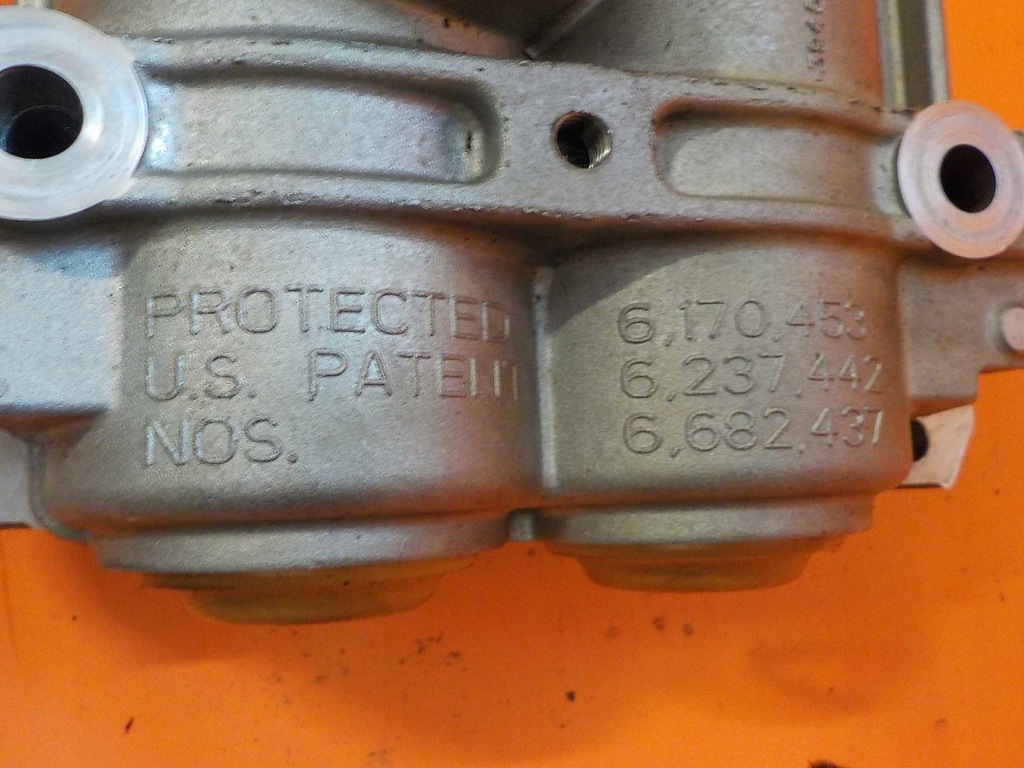 PROTECTED
U.S. PATENT
NOS.
6,170,453
6,237,442
6,682,437